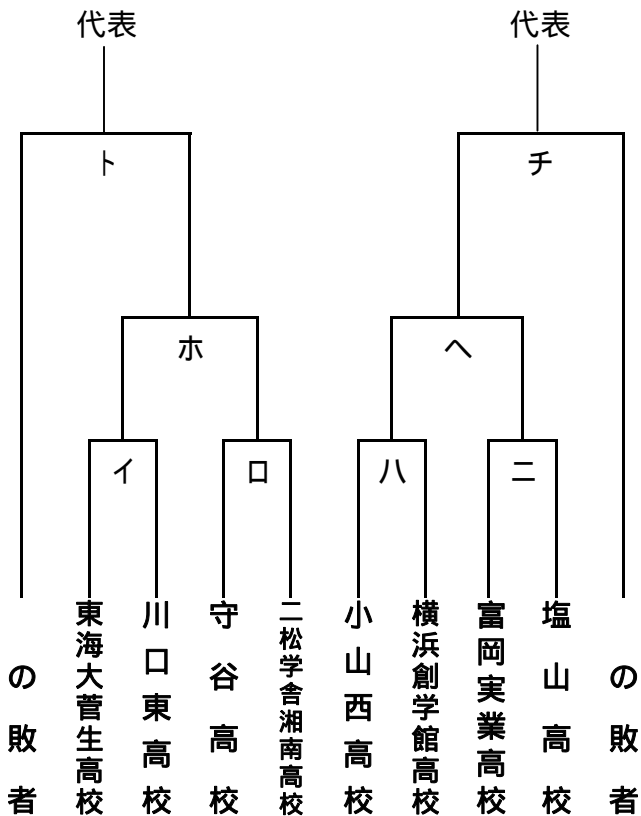 代表
代表
ト
チ
ホ
ヘ
イ
ロ
ハ
ニ
の敗者
東海大菅生高校
川口東高校
守谷高校
二松学舎湘南高校
小山西高校
横浜創学館高校
富岡実業高校
塩山高校
の敗者